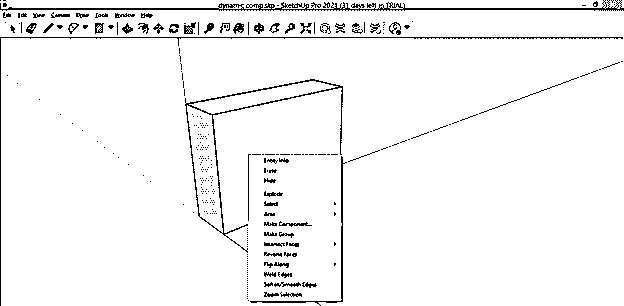 dynamic comp.skp - SketchUp Pro 2021 (31 days left in TRIAL)
File Edit View Camera Draw Tools Window Help
Entity Info
Erase
Hide
Explode
Select
Area
Make Component...
Make Group
Intersect Faces
Reverse Faces
Flip Along
Weld Edges
Soften/Smooth Edges
Zoom Selection